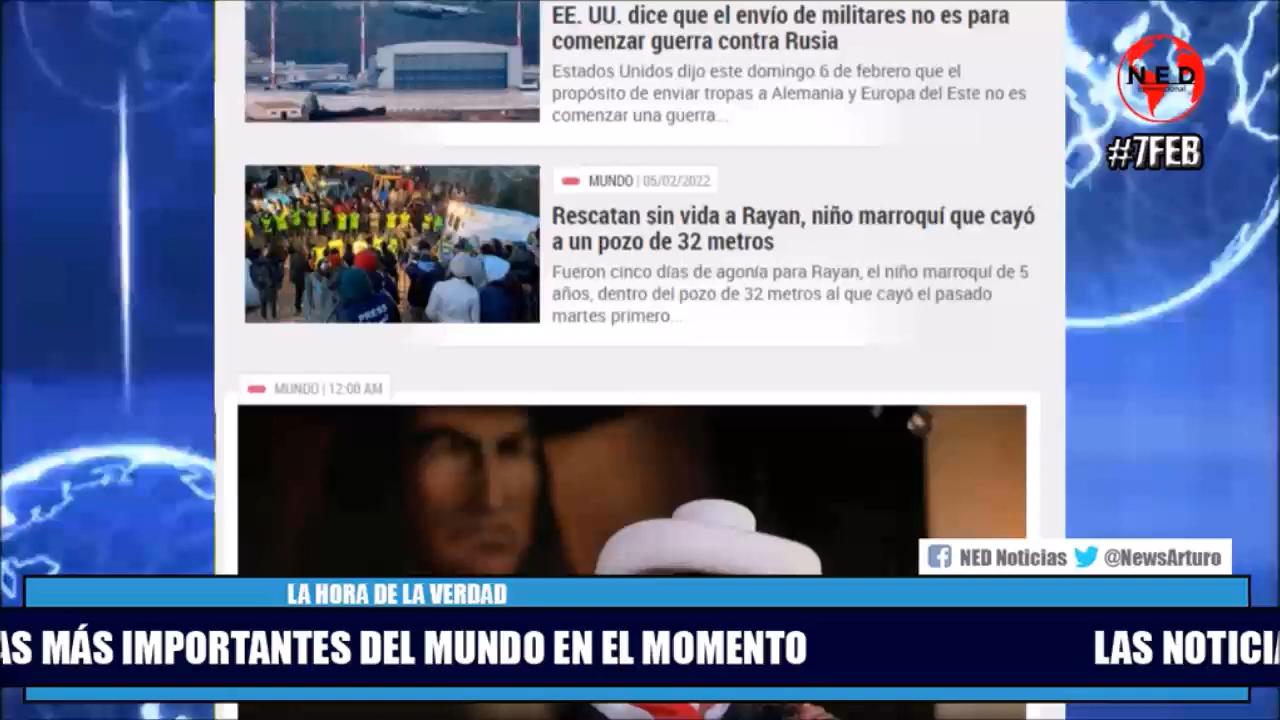 EE. UU. dice que el envío de militares no es para
comenzar guerra contra Rusia
Estados Unidos dijo este domingo 6 de febrero que el
propósito de enviar tropas a Alemania y Europa del Este no es
comenzar una guerra...
NED
International
#7FEB
MUNDO | 05/02/2022
Rescatan sin vida a Rayan, niño marroquí que cayó
a un pozo de 32 metros
Fueron cinco días de agonía para Rayan, el niño marroquí de 5
años, dentro del pozo de 32 metros al que cayó el pasado
martes primero...
PRESS
MUNDO | 12:00 AM
NED Noticias @NewsArturo
LA HORA DE LA VERDAD
AS MÁS IMPORTANTES DEL MUNDO EN EL MOMENTO LAS NOTICIA